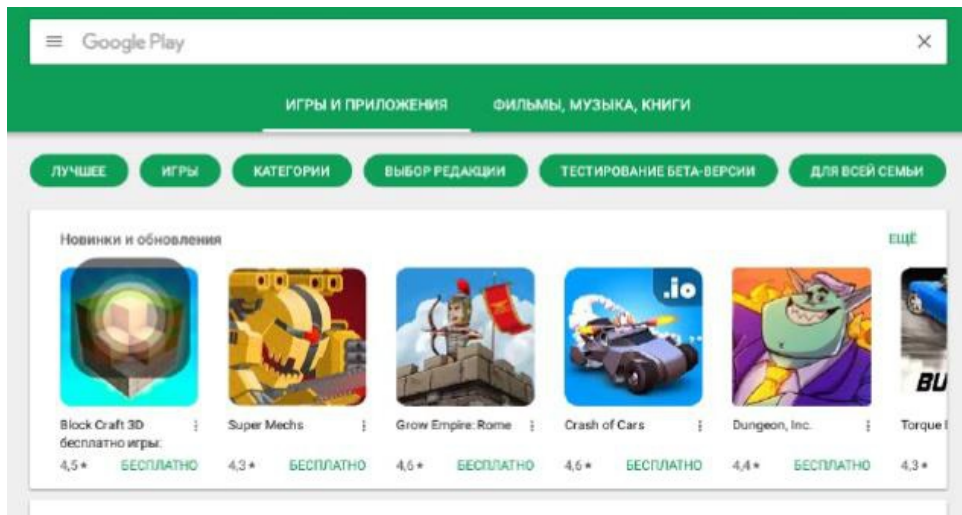 Google Play
ИГРЫ И ПРИЛОЖЕНИЯ ФИЛЬМЫ, МУЗЫКА, КНИГИ
ЛУЧШЕЕ ИГРЫ КАТЕГОРИИ ВЫБОР РЕДАКЦИИ ТЕСТИРОВАНИЕ БЕТА-ВЕРСИИ ДЛЯ ВСЕЙ СЕМЬИ
Новинки и обновления ЕЩЁ
.io
BU
Block Craft 3D Super Mechs Grow Empire: Rome Crash of Cars Dungeon, Inc. Torque
бесплатно игры:
4,5★ БЕСПЛАТНО 4,3★ БЕСПЛАТНО 4,6★ БЕСПЛАТНО 4,6★ БЕСПЛАТНО 4,4★ БЕСПЛАТНО 4,3★